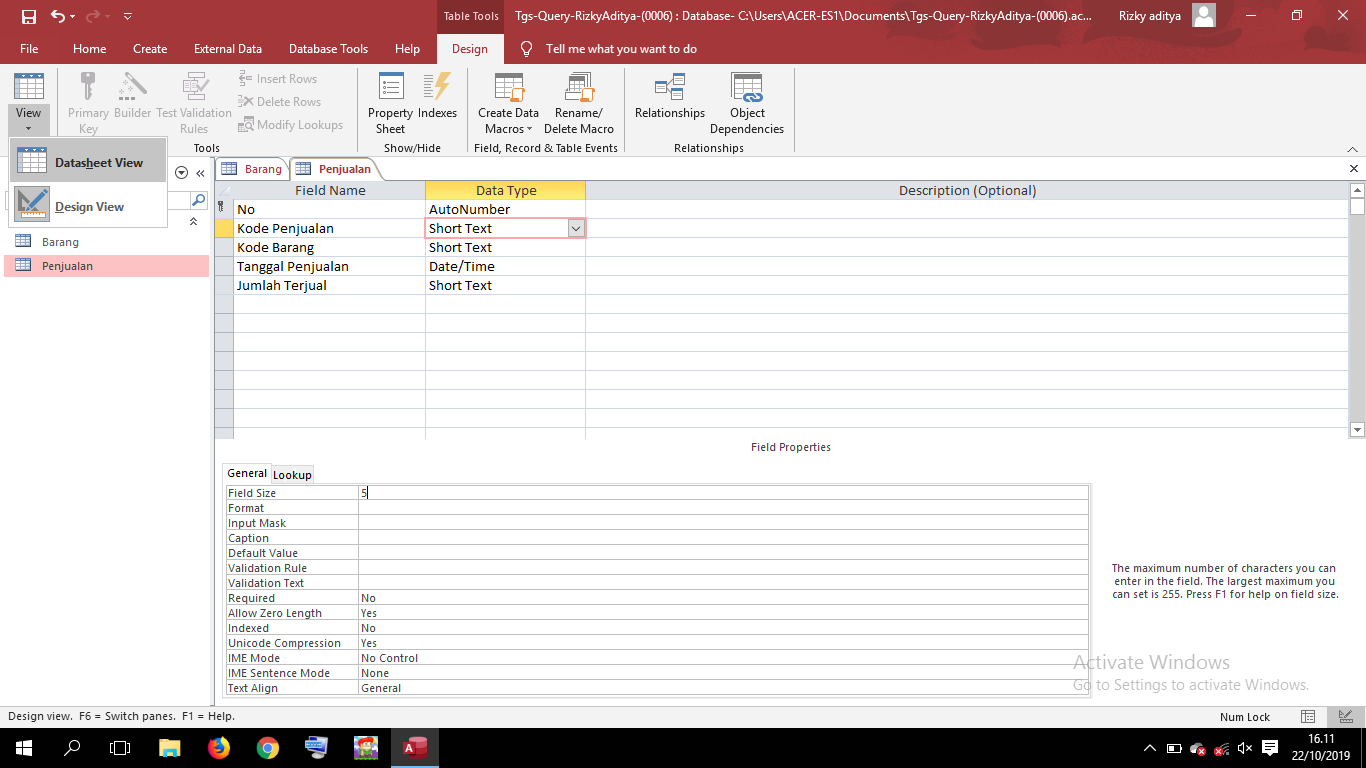 Table Tools
Tgs-Query-RizkyAditya-(0006) : Database- C:\Users\ACER-ES1\Documents\Tgs-Query-RizkyAditya-(0006).ac...
Rizky aditya
File Home Create External Data Database Tools Help Design Tell me what you want to do
View
Primary Key
Builder
Test Validation Rules
Insert Rows
Delete Rows
Modify Lookups
Tools
Property Sheet
Indexes
Show/Hide
Create Data Macros
Rename/ Delete Macro
Field, Record & Table Events
Relationships
Object Dependencies
Relationships
Datasheet View
Design View
Barang
Penjualan
Barang Penjualan
Field Name Data Type Description (Optional)
No AutoNumber
Kode Penjualan Short Text
Kode Barang Short Text
Tanggal Penjualan Date/Time
Jumlah Terjual Short Text
Field Properties
General Lookup
Field Size 5
Format
Input Mask
Caption
Default Value
Validation Rule
Validation Text
Required No
Allow Zero Length Yes
Indexed No
Unicode Compression Yes
IME Mode No Control
IME Sentence Mode None
Text Align General
The maximum number of characters you can
enter in the field. The largest maximum you
can set is 255. Press F1 for help on field size.
Activate Windows
Go to Settings to activate Windows.
Design view. F6 = Switch panes. F1 = Help.
Num Lock
A
16.11
22/10/2019